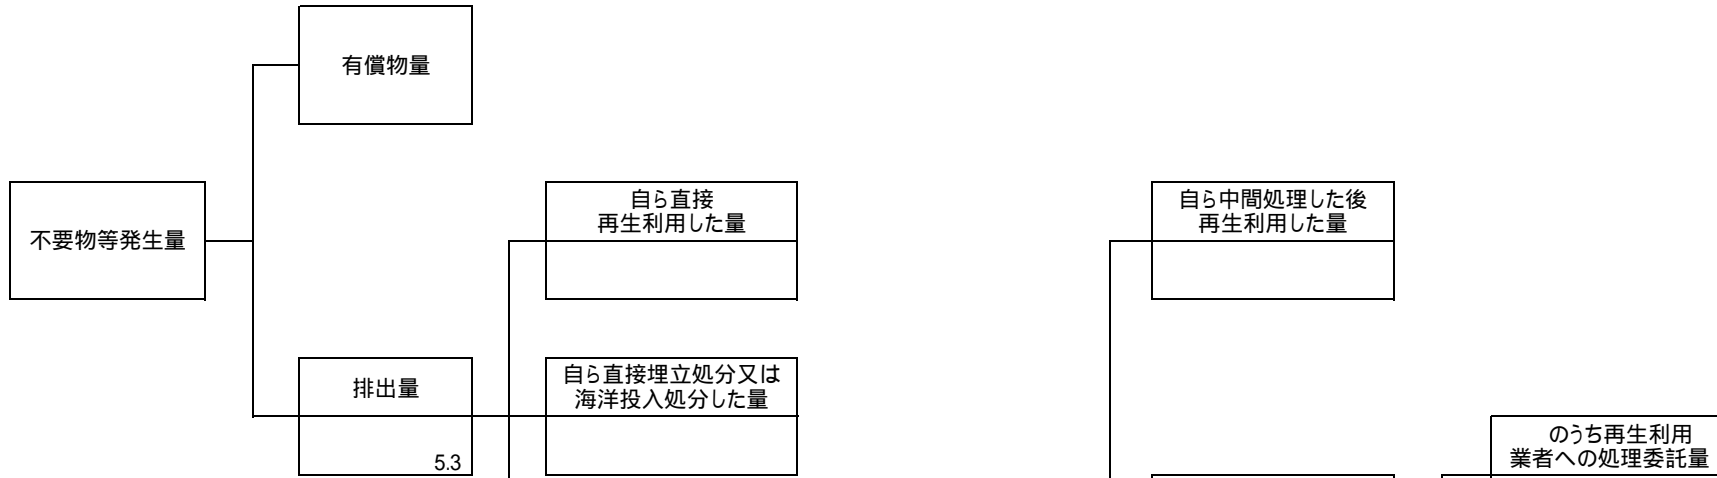 有償物量
不要物等発生量
自ら直接
再生利用した量
自ら中間処理した後
再生利用した量
排出量
5.3
自ら直接埋立処分又は
海洋投入処分した量
のうち再生利用
業者への処理委託量